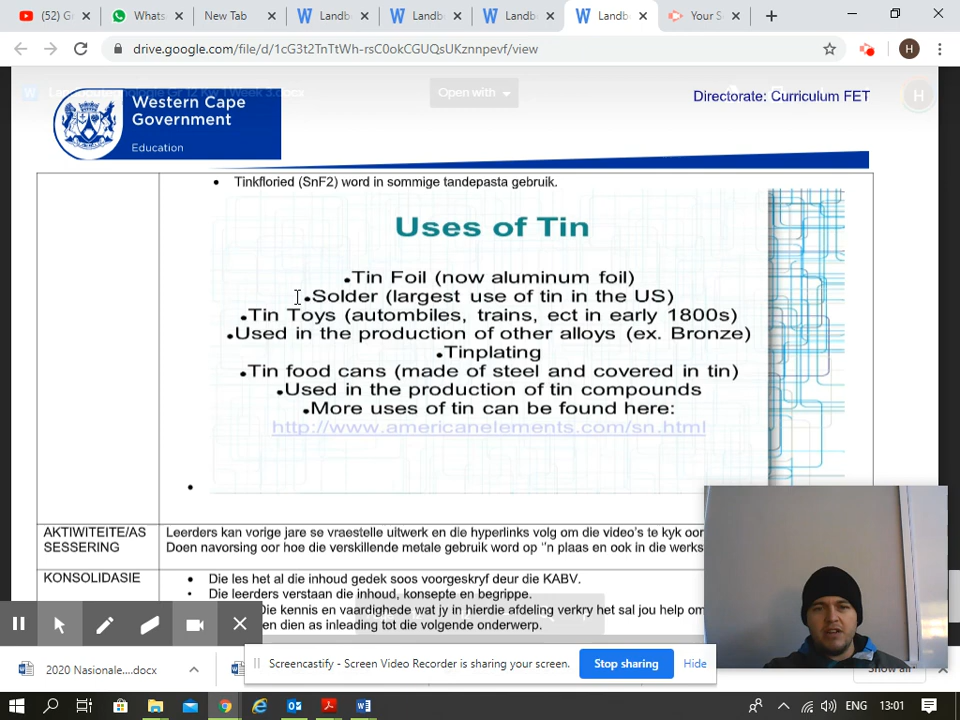 (52) G
Whats
New Tab
Landb
Landb
Landb
Landb
Your S
drive.google.com/file/d/1cG3t2TnTtWh-rsC0okCGUQsUKznnpevf/view
H
Open with
H
Western Cape
Government
Education
Directorate: Curriculum FET
• Tinkfloried (SnF2) word in sommige tandepasta gebruik.
Uses of Tin
•Tin Foil (now aluminum foil)
•Solder (largest use of tin in the US)
•Tin Toys (autombiles, trains, ect in early 1800s)
•Used in the production of other alloys (ex. Bronze)
•Tinplating
•Tin food cans (made of steel and covered in tin)
•Used in the production of tin compounds
•More uses of tin can be found here:
http://www.americanelements.com/sn.html
AKTIWITEITE/AS
SESSERING
Leerders kan vorige jare se vraestelle uitwerk en die hyperlinks volg om die video's te kyk oor
Doen navorsing oor hoe die verskillende metale gebruik word op ‘'n plaas en ook in die werks
KONSOLIDASIE
• Die les het al die inhoud gedek soos voorgeskryf deur die KABV.
• Die leerders verstaan die inhoud, konsepte en begrippe.
Die kennis en vaardighede wat jy in hierdie afdeling verkry het sal jou help om
en dien as inleading tot die volgende onderwerp.
Screencastify - Screen Video Recorder is sharing your screen.
Stop sharing
Hide
2020 Nasionale....docx
Show all
ENG
13:01